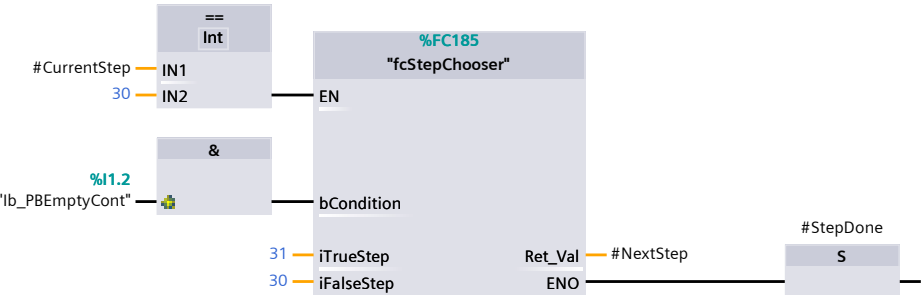 ==
Int
#CurrentStep
IN1
30
IN2
%FC185
"fcStepChooser"
EN
&
%I1.2
"Ib_PBEmptyCont"
bCondition
31
iTrueStep
Ret_Val
#NextStep
30
iFalseStep
ENO
#StepDone
S